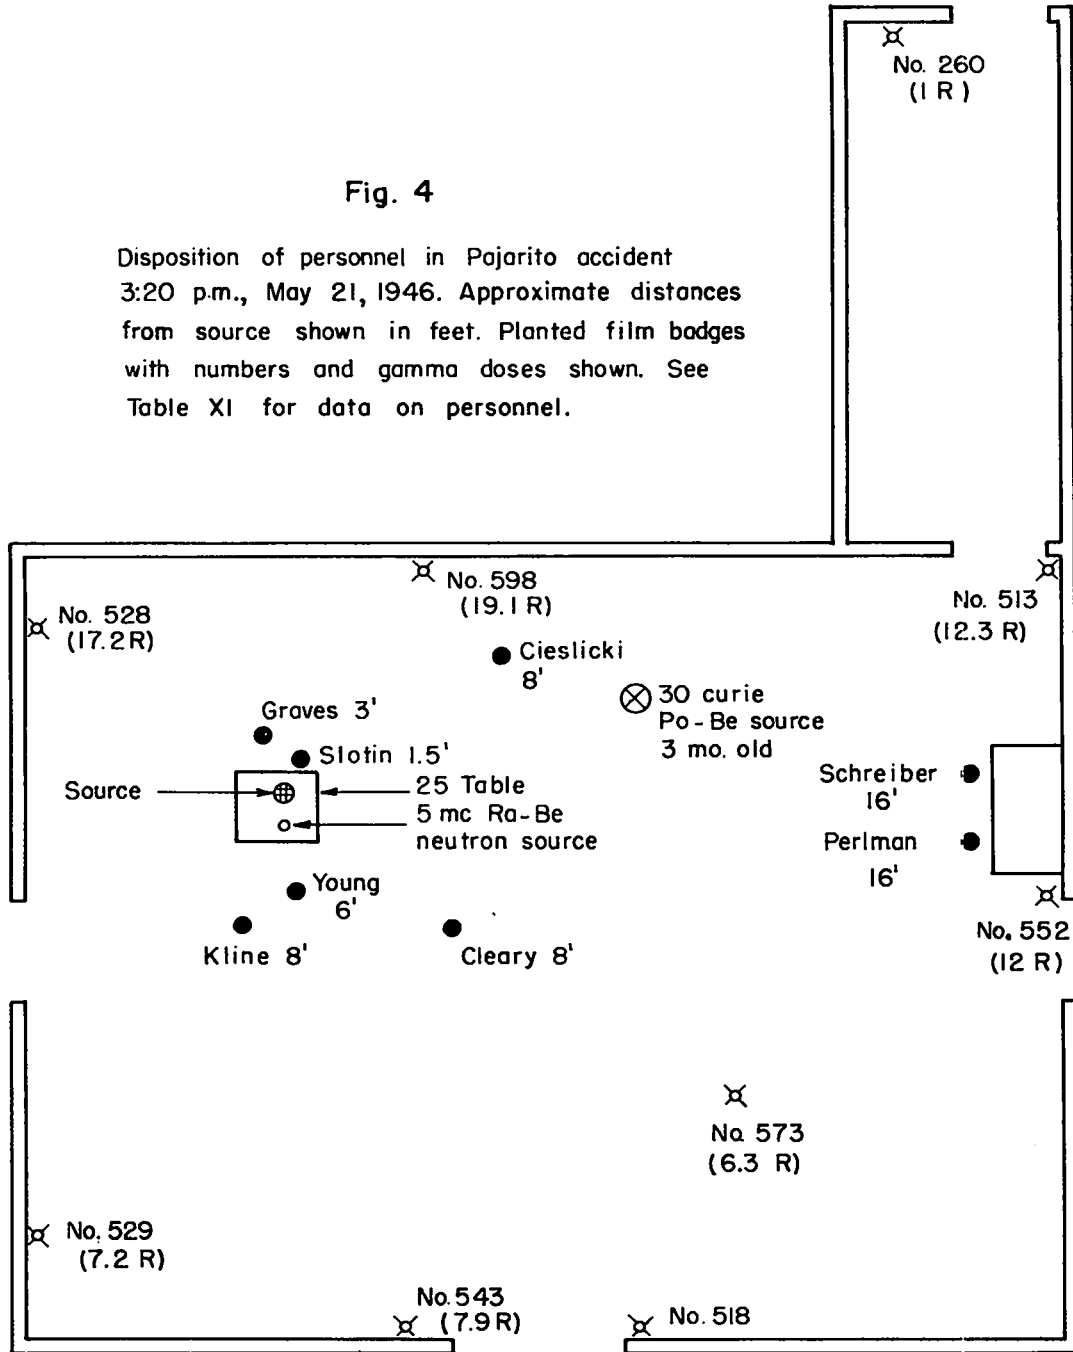 No. 260
(1 R)
Fig. 4
Disposition of personnel in Pajarito accident
3:20 p.m., May 21, 1946. Approximate distances
from source shown in feet. Planted film badges
with numbers and gamma doses shown. See
Table XI for data on personnel.
No. 528
(17.2 R)
No. 598
(19.1 R)
No. 513
(12.3 R)
Cieslicki
8'
30 curie
Po-Be source
3 mo. old
Graves 3'
Slotin 1.5'
Source
25 Table
5 mc Ra-Be
neutron source
Schreiber
16'
Perlman
16'
Young
6'
Kline 8'
Cleary 8'
No. 552
(12 R)
No. 573
(6.3 R)
No. 529
(7.2 R)
No. 543
(7.9 R)
No. 518